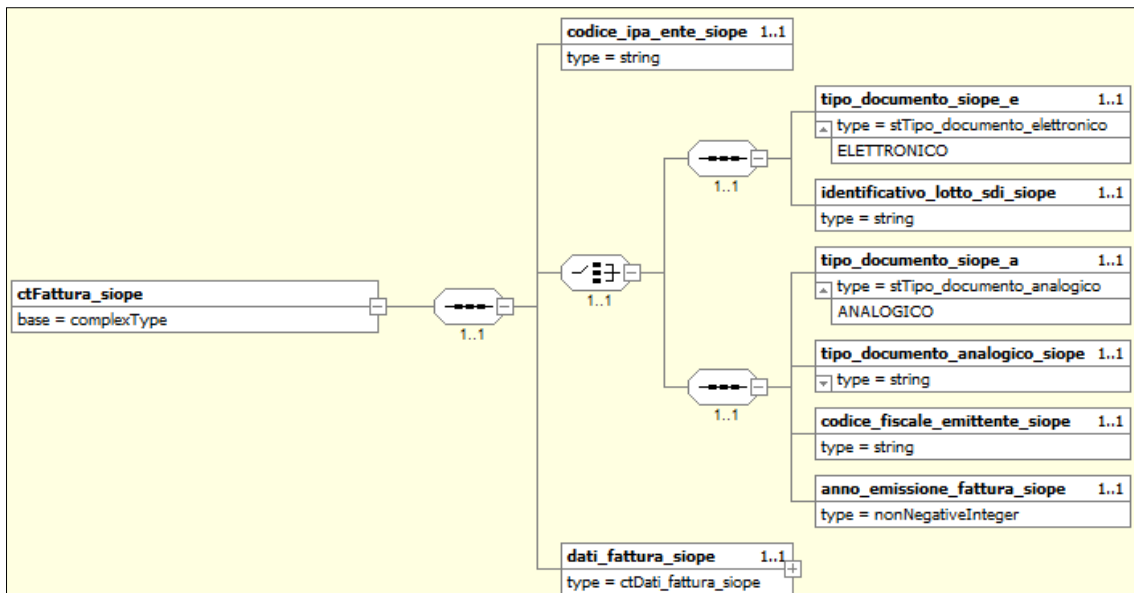 codice_ipa_ente_siope 1..1
type = string
tipo_documento_siope_e 1..1
type = stTipo_documento_elettronico
ELETTRONICO
1..1
identificativo_lotto_sdi_siope 1..1
type = string
tipo_documento_siope_a 1..1
type = stTipo_documento_analogico
ANALOGICO
1..1
ctFattura_siope
base = complexType
1..1
tipo_documento_analogico_siope 1..1
type = string
1..1
codice_fiscale_emittente_siope 1..1
type = string
anno_emissione_fattura_siope 1..1
type = nonNegativeInteger
dati_fattura_siope 1..1
type = ctDati_fattura_siope